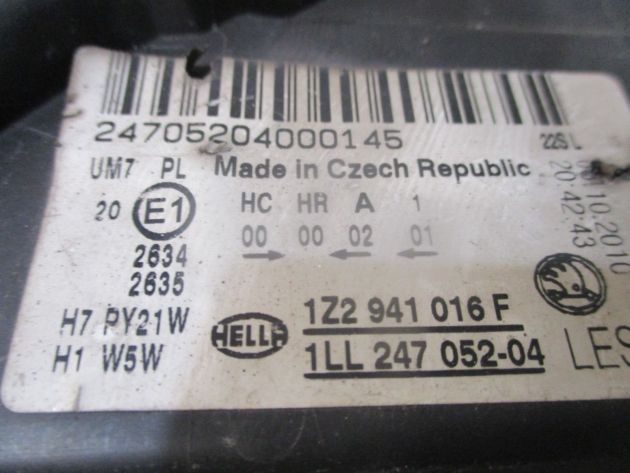 24705204000145
22S L
UM7 PL Made in Czech Republic
20 E1 HC HR A 1
00 00 02 01
2634
2635
H7 PY21W
H1 W5W
HELLA
1Z2 941 016 F
1LL 247 052-04
.10.2010
20:42:43
LES